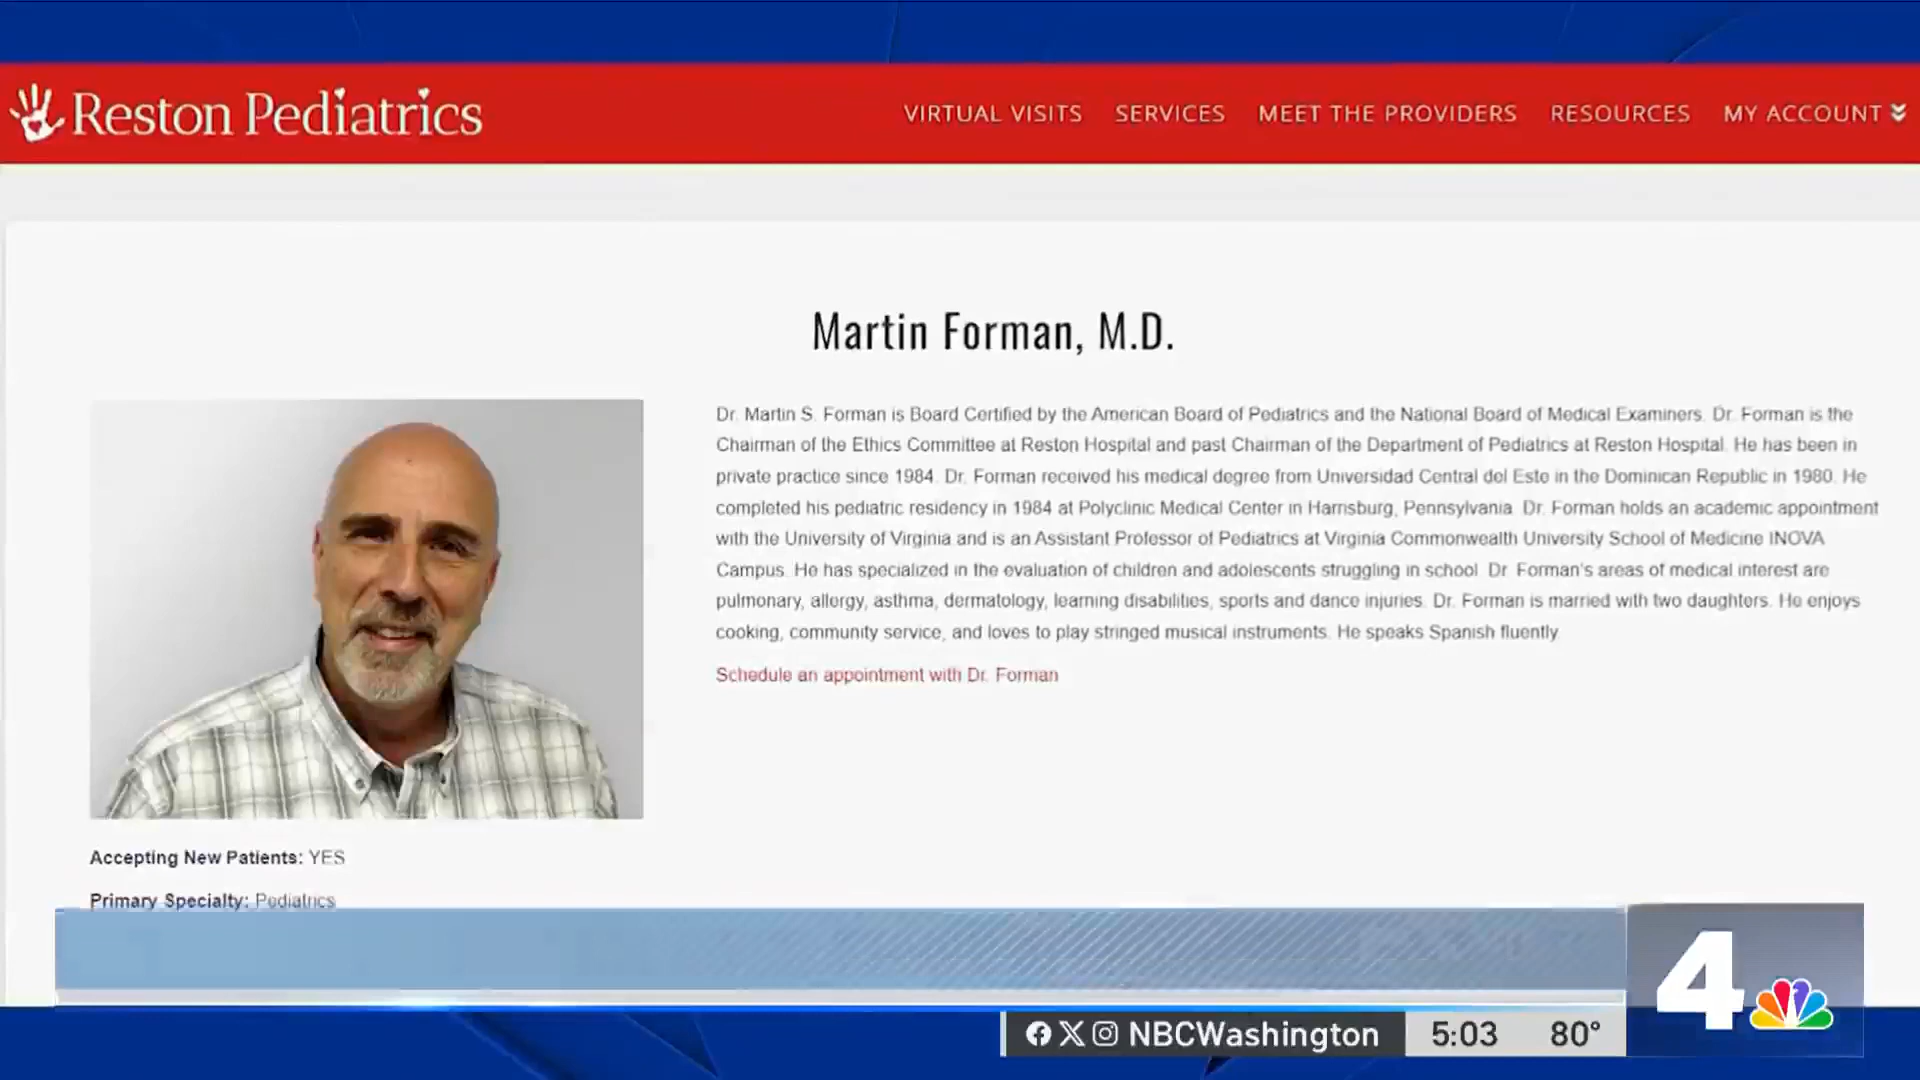 Reston Pediatrics
VIRTUAL VISITS SERVICES MEET THE PROVIDERS RESOURCES MY ACCOUNT
Martin Forman, M.D.
Dr. Martin S. Forman is Board Certified by the American Board of Pediatrics and the National Board of Medical Examiners. Dr. Forman is the
Chairman of the Ethics Committee at Reston Hospital and past Chairman of the Department of Pediatrics at Reston Hospital. He has been in
private practice since 1984. Dr. Forman received his medical degree from Universidad Central del Este in the Dominican Republic in 1980. He
completed his pediatric residency in 1984 at Polyclinic Medical Center in Harrisburg, Pennsylvania. Dr. Forman holds an academic appointment
with the University of Virginia and is an Assistant Professor of Pediatrics at Virginia Commonwealth University School of Medicine INOVA
Campus. He has specialized in the evaluation of children and adolescents struggling in school. Dr. Forman's areas of medical interest are
pulmonary, allergy, asthma, dermatology, learning disabilities, sports and dance injuries. Dr. Forman is married with two daughters. He enjoys
cooking, community service, and loves to play stringed musical instruments. He speaks Spanish fluently.
Schedule an appointment with Dr. Forman
Accepting New Patients: YES
Primary Specialty: Pediatrics
4
NBCWashington 5:03 80°